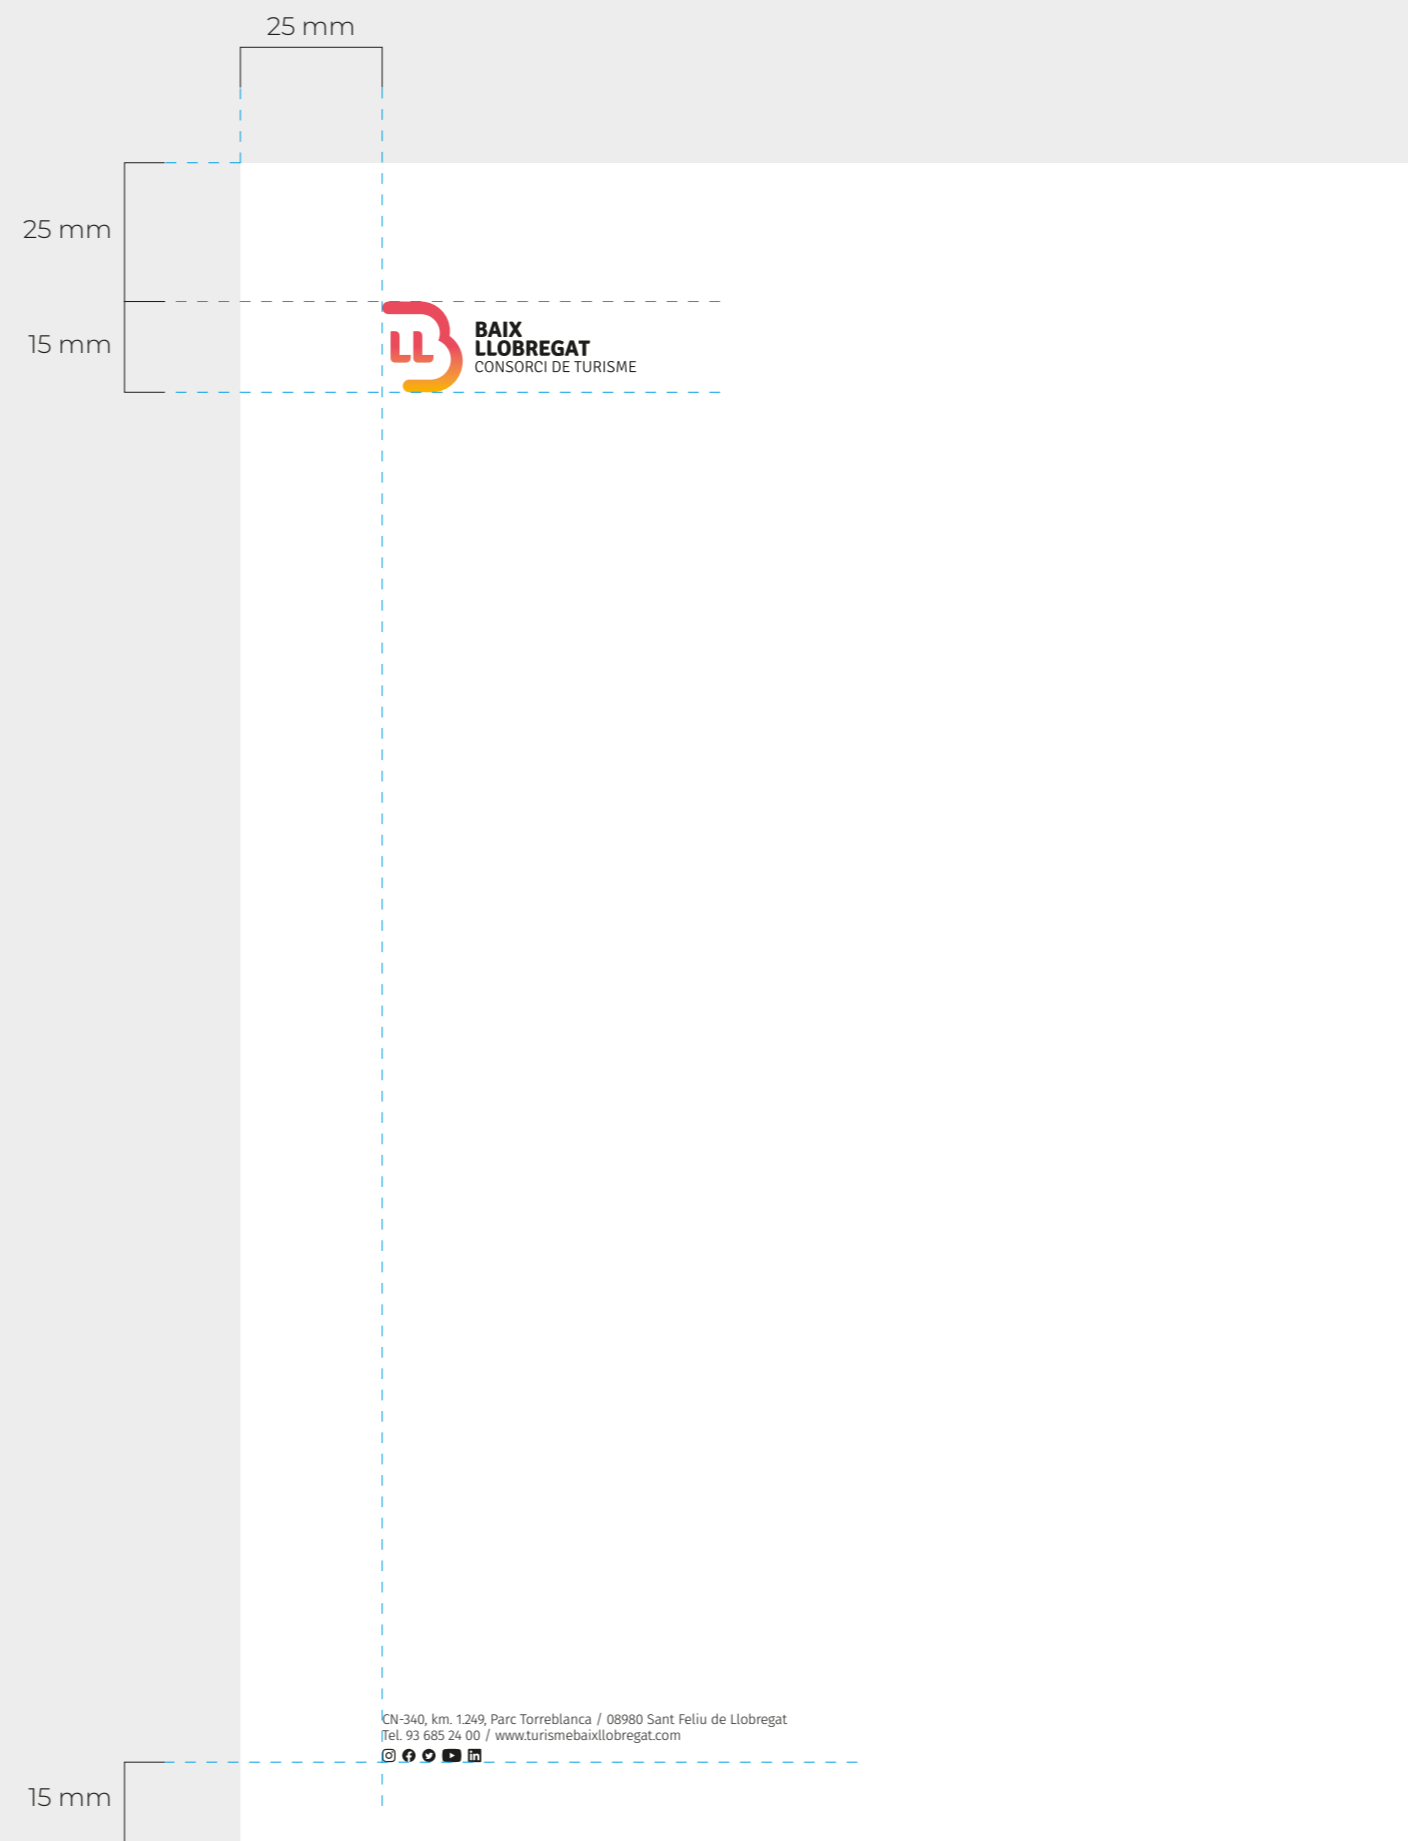 25 mm
25 mm
15 mm
LL
BAIX
LLOBREGAT
CONSORCI DE TURISME
CN-340, km. 1.249, Parc Torreblanca / 08980 Sant Feliu de Llobregat
Tel. 93 685 24 00 / www.turismebaixllobregat.com
15 mm